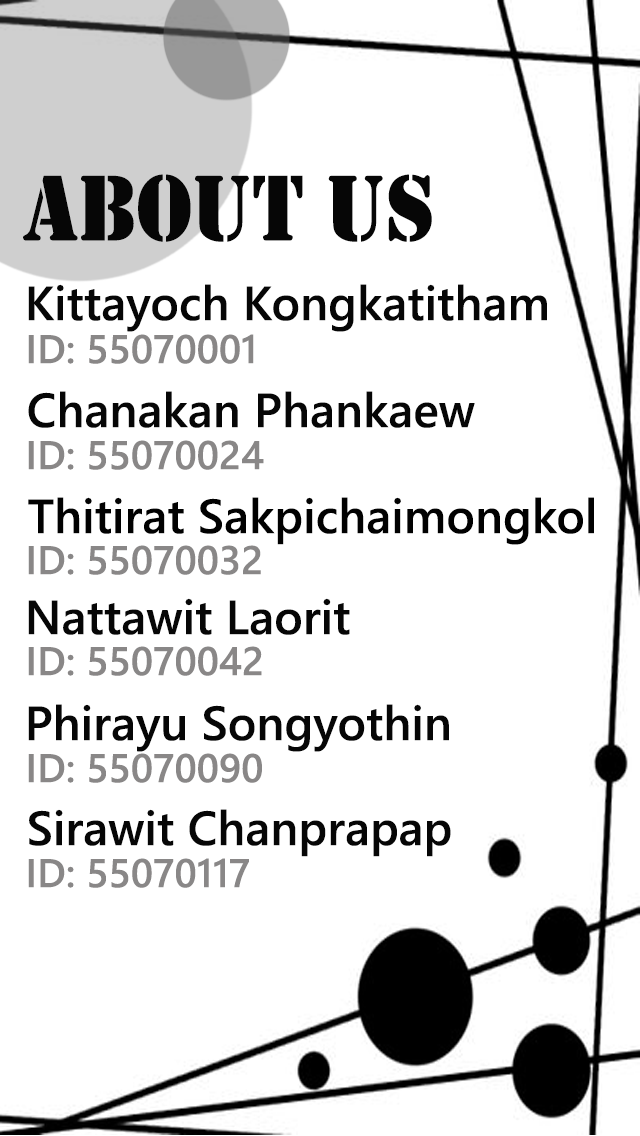 ABOUT US
Kittayoch Kongkatitham
ID: 55070001
Chanakan Phankaew
ID: 55070024
Thitirat Sakpichaimongkol
ID: 55070032
Nattawit Laorit
ID: 55070042
Phirayu Songyothin
ID: 55070090
Sirawit Chanprapap
ID: 55070117